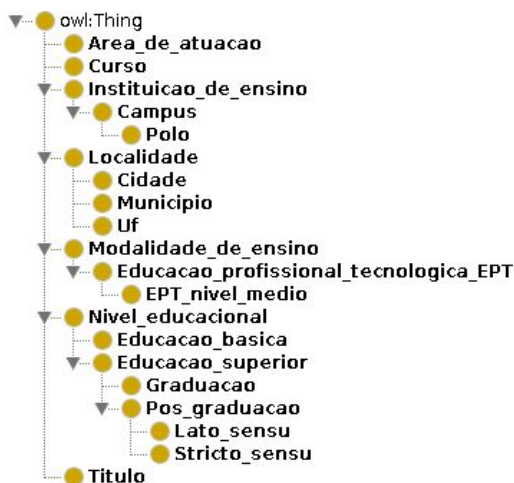 owl:Thing
Area_de_atuacao
Curso
Instituicao_de_ensino
Campus
Polo
Localidade
Cidade
Municipio
Uf
Modalidade_de_ensino
Educacao_profissional_tecnologica_EPT
EPT_nivel_medio
Nivel_educacional
Educacao_basica
Educacao_superior
Graduacao
Pos_graduacao
Lato_sensu
Stricto_sensu
Titulo